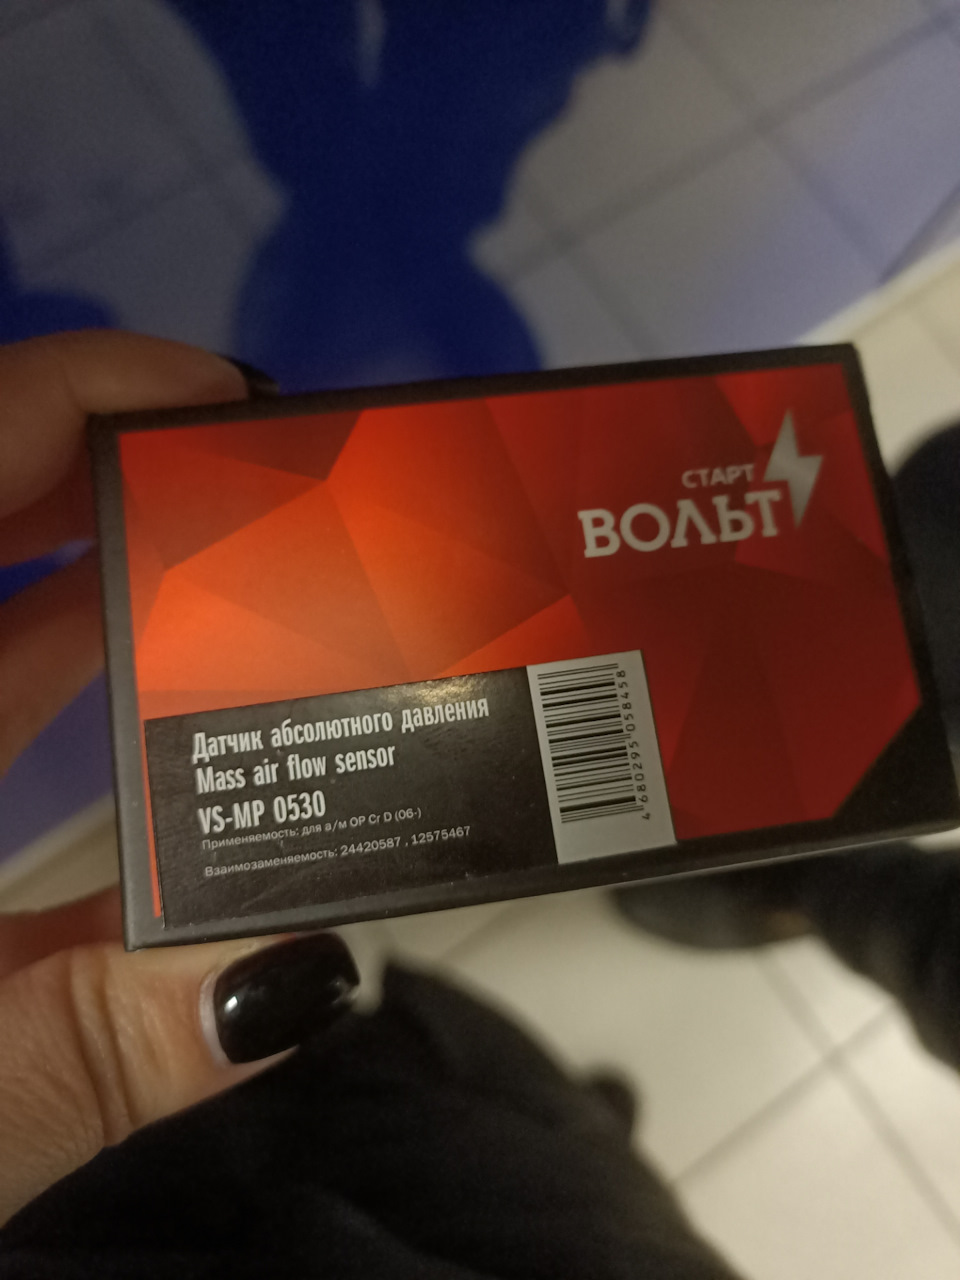 СТАРТ
ВОЛЬТ
Датчик абсолютного давления
Mass air flow sensor
VS-MP 0530
Применяемость: для а/м OP Cr D (06-)
Взаимозаменяемость: 24420587 , 12575467
4 680295 058458